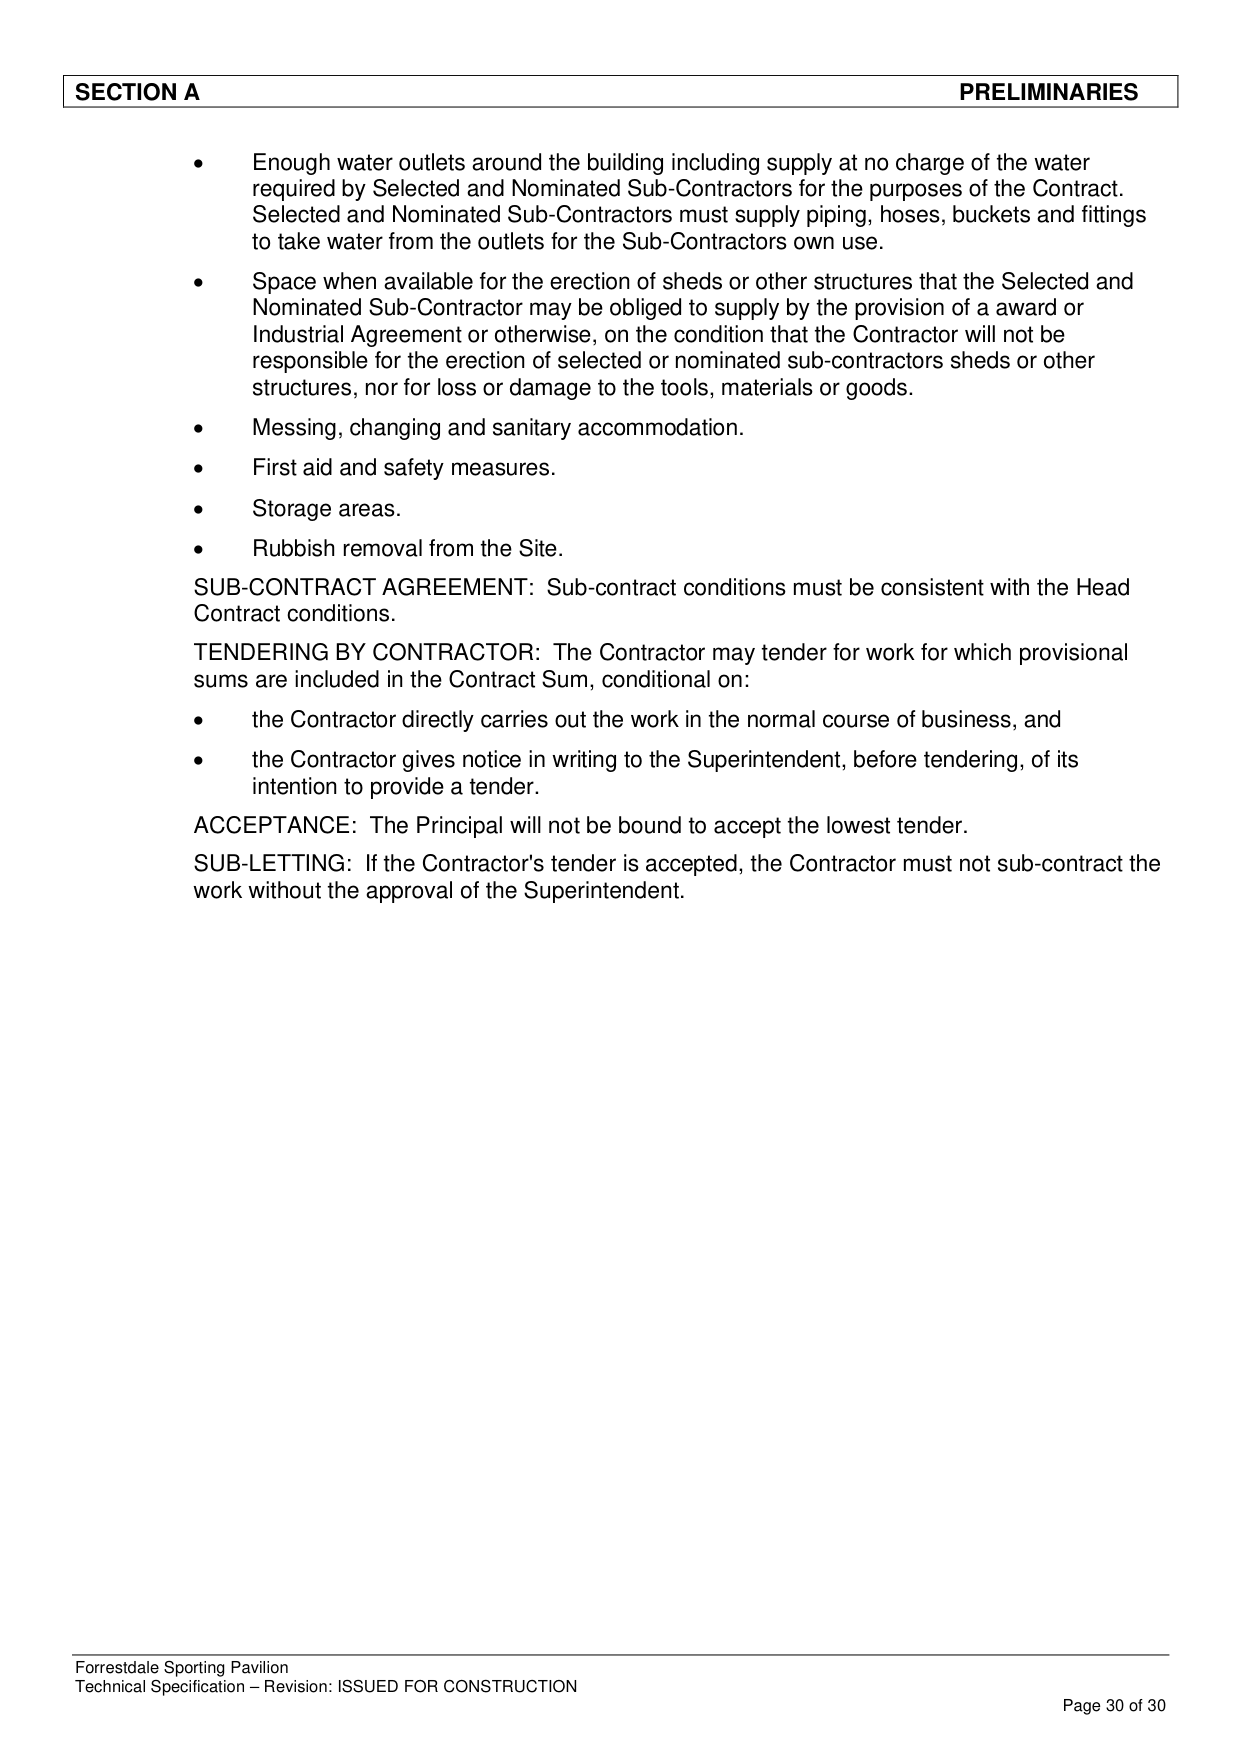 SECTION A PRELIMINARIES
• Enough water outlets around the building including supply at no charge of the water
required by Selected and Nominated Sub-Contractors for the purposes of the Contract.
Selected and Nominated Sub-Contractors must supply piping, hoses, buckets and fittings
to take water from the outlets for the Sub-Contractors own use.
• Space when available for the erection of sheds or other structures that the Selected and
Nominated Sub-Contractor may be obliged to supply by the provision of a award or
Industrial Agreement or otherwise, on the condition that the Contractor will not be
responsible for the erection of selected or nominated sub-contractors sheds or other
structures, nor for loss or damage to the tools, materials or goods.
• Messing, changing and sanitary accommodation.
• First aid and safety measures.
• Storage areas.
• Rubbish removal from the Site.
SUB-CONTRACT AGREEMENT: Sub-contract conditions must be consistent with the Head
Contract conditions.
TENDERING BY CONTRACTOR: The Contractor may tender for work for which provisional
sums are included in the Contract Sum, conditional on:
• the Contractor directly carries out the work in the normal course of business, and
• the Contractor gives notice in writing to the Superintendent, before tendering, of its
intention to provide a tender.
ACCEPTANCE: The Principal will not be bound to accept the lowest tender.
SUB-LETTING: If the Contractor's tender is accepted, the Contractor must not sub-contract the
work without the approval of the Superintendent.
Forrestdale Sporting Pavilion
Technical Specification – Revision: ISSUED FOR CONSTRUCTION
Page 30 of 30